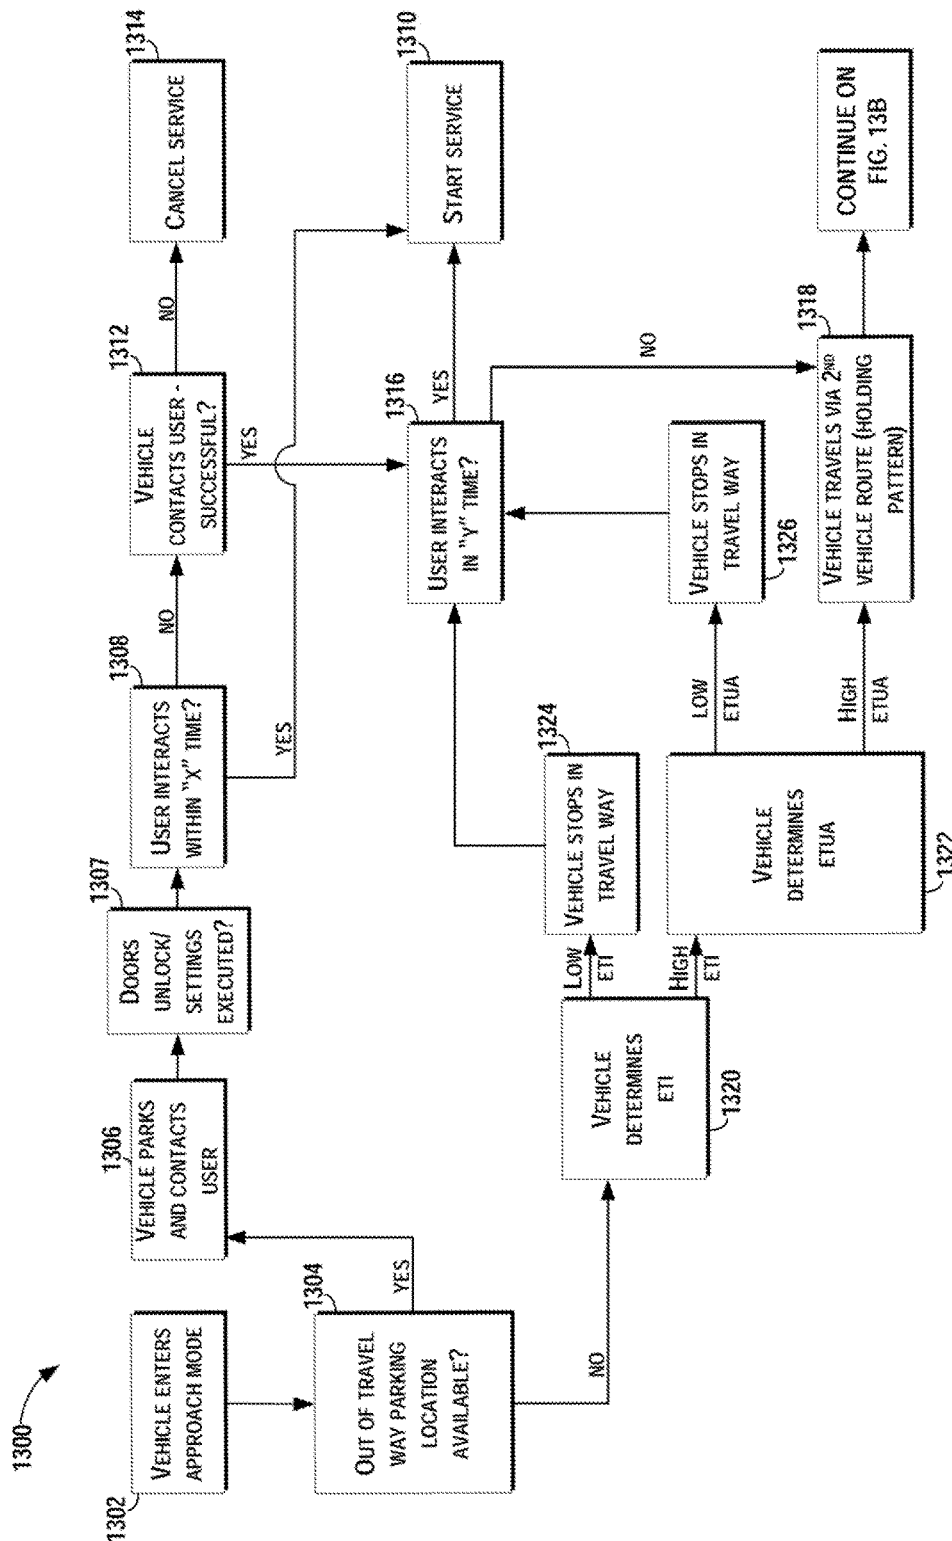 1300
1302
VEHICLE ENTERS
APPROACH MODE
1304
OUT OF TRAVEL
WAY PARKING
LOCATION
AVAILABLE?
YES
NO
1306
VEHICLE PARKS
AND CONTACTS
USER
1307
DOORS
UNLOCK/
SETTINGS
EXECUTED?
1308
USER INTERACTS
WITHIN "X" TIME?
NO
YES
1312
VEHICLE
CONTACTS USER -
SUCCESSFUL?
NO
YES
1314
CANCEL SERVICE
1310
START SERVICE
1316
USER INTERACTS
IN "Y" TIME?
YES
NO
1320
VEHICLE
DETERMINES
ETI
LOW
ETI
HIGH
ETI
1324
VEHICLE STOPS IN
TRAVEL WAY
1322
VEHICLE
DETERMINES
ETUA
LOW
ETUA
HIGH
ETUA
1326
VEHICLE STOPS IN
TRAVEL WAY
1318
VEHICLE TRAVELS VIA 2ND
VEHICLE ROUTE (HOLDING
PATTERN)
CONTINUE ON
FIG. 13B